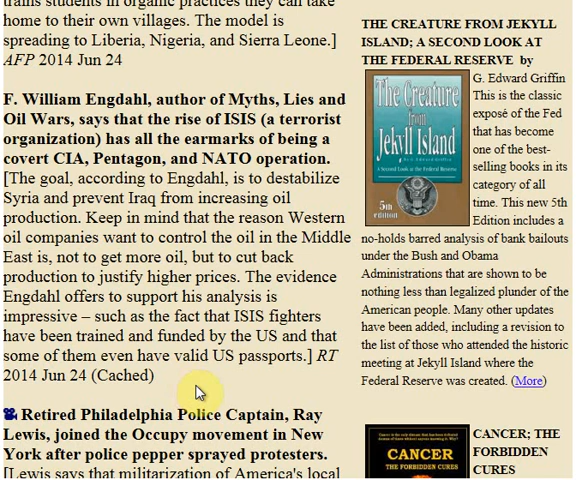 trains students in organic practices they can take
home to their own villages. The model is
spreading to Liberia, Nigeria, and Sierra Leone.]
AFP 2014 Jun 24
F. William Engdahl, author of Myths, Lies and
Oil Wars, says that the rise of ISIS (a terrorist
organization) has all the earmarks of being a
covert CIA, Pentagon, and NATO operation.
[The goal, according to Engdahl, is to destabilize
Syria and prevent Iraq from increasing oil
production. Keep in mind that the reason Western
oil companies want to control the oil in the Middle
East is, not to get more oil, but to cut back
production to justify higher prices. The evidence
Engdahl offers to support his analysis is
impressive – such as the fact that ISIS fighters
have been trained and funded by the US and that
some of them even have valid US passports.] RT
2014 Jun 24 (Cached)
Retired Philadelphia Police Captain, Ray
Lewis, joined the Occupy movement in New
York after police pepper sprayed protesters.
[Lewis says that militarization of America's local
THE CREATURE FROM JEKYLL
ISLAND; A SECOND LOOK AT
THE FEDERAL RESERVE by
G. Edward Griffin
This is the classic
exposé of the Fed
that has become
one of the best-
selling books in its
category of all
time. This new 5th
Edition includes a
no-holds barred analysis of bank bailouts
under the Bush and Obama
Administrations that are shown to be
nothing less than legalized plunder of the
American people. Many other updates
have been added, including a revision to
the list of those who attended the historic
meeting at Jekyll Island where the
Federal Reserve was created. (More)
The Creature
from
Jekyll Island
A Second Look at the Federal Reserve
5th
edition
CANCER; THE
FORBIDDEN
CURES
CANCER
THE FORBIDDEN CURES